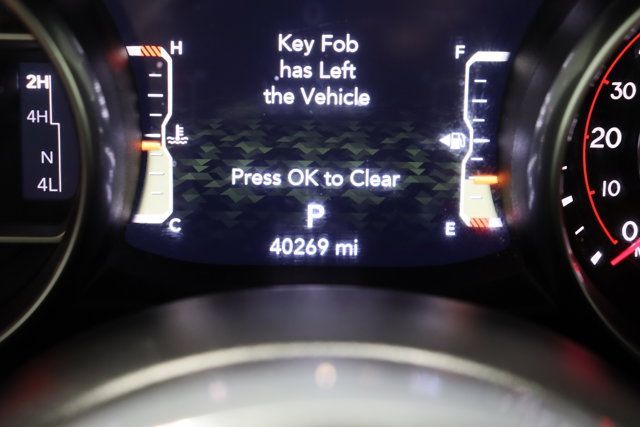 Key Fob
has Left
the Vehicle
Press OK to Clear
P
40269 mi
H
C
F
E
2H
4H
N
4L
30
20
10
0